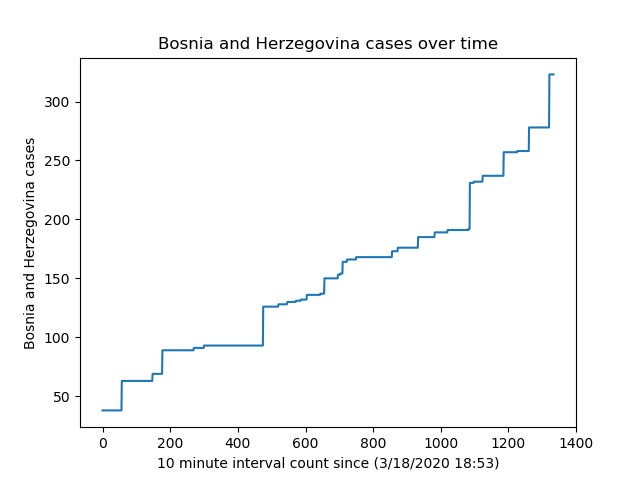 Bosnia and Herzegovina cases over time
300
250
200
150
100
50
Bosnia and Herzegovina cases
0 200 400 600 800 1000 1200 1400
10 minute interval count since (3/18/2020 18:53)